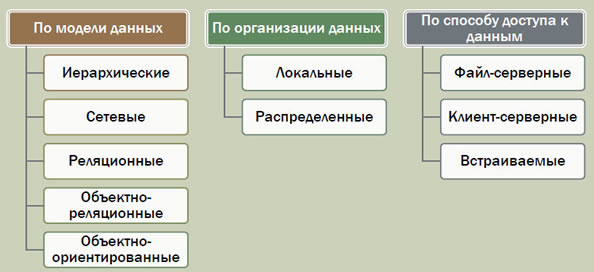 По модели данных
Иерархические
Сетевые
Реляционные
Объектно-
реляционные
Объектно-
ориентированные
По организации данных
Локальные
Распределенные
По способу доступа к
данным
Файл-серверные
Клиент-серверные
Встраиваемые